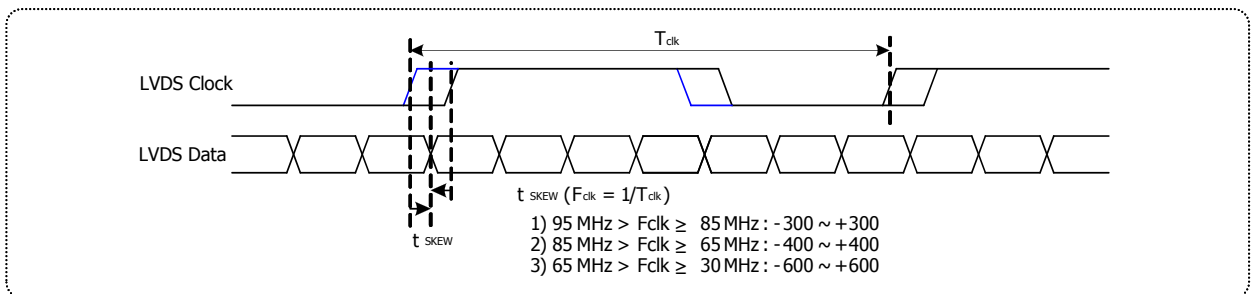 Tclk
LVDS Clock
LVDS Data
t SKEW (Fclk = 1/Tclk)
1) 95 MHz > Fclk ≥ 85 MHz : -300 ~ +300
2) 85 MHz > Fclk ≥ 65 MHz : -400 ~ +400
3) 65 MHz > Fclk ≥ 30 MHz : -600 ~ +600
t SKEW